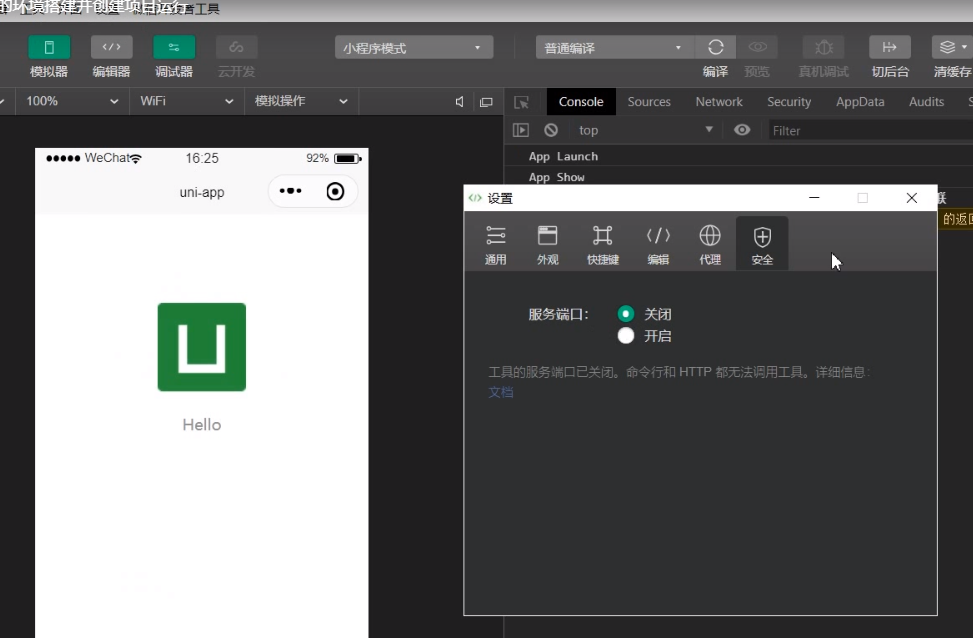 的环境搭建并创建项目运行
模拟器 编辑器 调试器 云开发
小程序模式
普通编译
编译 预览 真机调试 切后台 清缓存
100% WiFi 模拟操作
Console Sources Network Security AppData Audits S
top Filter
WeChat 16:25 92%
App Launch
App Show
uni-app
设置
的返回
通用 外观 快捷键 编辑 代理 安全
服务端口: 关闭
开启
工具的服务端口已关闭。命令行和 HTTP 都无法调用工具。详细信息:
文档
Hello